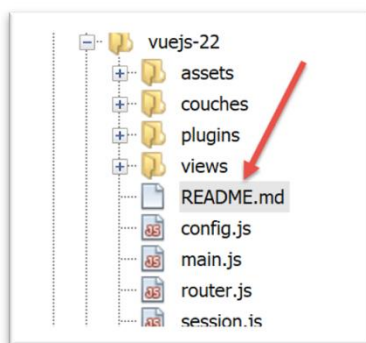 vuejs-22
assets
couches
plugins
views
README.md
config.js
main.js
router.js
session.js